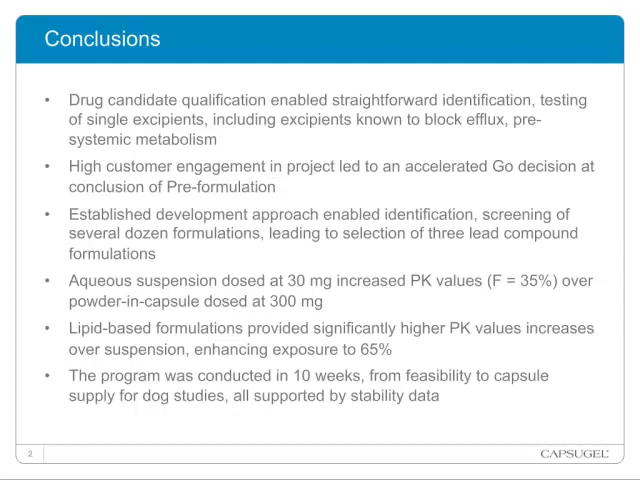 Conclusions
• Drug candidate qualification enabled straightforward identification, testing
of single excipients, including excipients known to block efflux, pre-
systemic metabolism
• High customer engagement in project led to an accelerated Go decision at
conclusion of Pre-formulation
• Established development approach enabled identification, screening of
several dozen formulations, leading to selection of three lead compound
formulations
• Aqueous suspension dosed at 30 mg increased PK values (F = 35%) over
powder-in-capsule dosed at 300 mg
• Lipid-based formulations provided significantly higher PK values increases
over suspension, enhancing exposure to 65%
• The program was conducted in 10 weeks, from feasibility to capsule
supply for dog studies, all supported by stability data
2
CAPSUGEL®